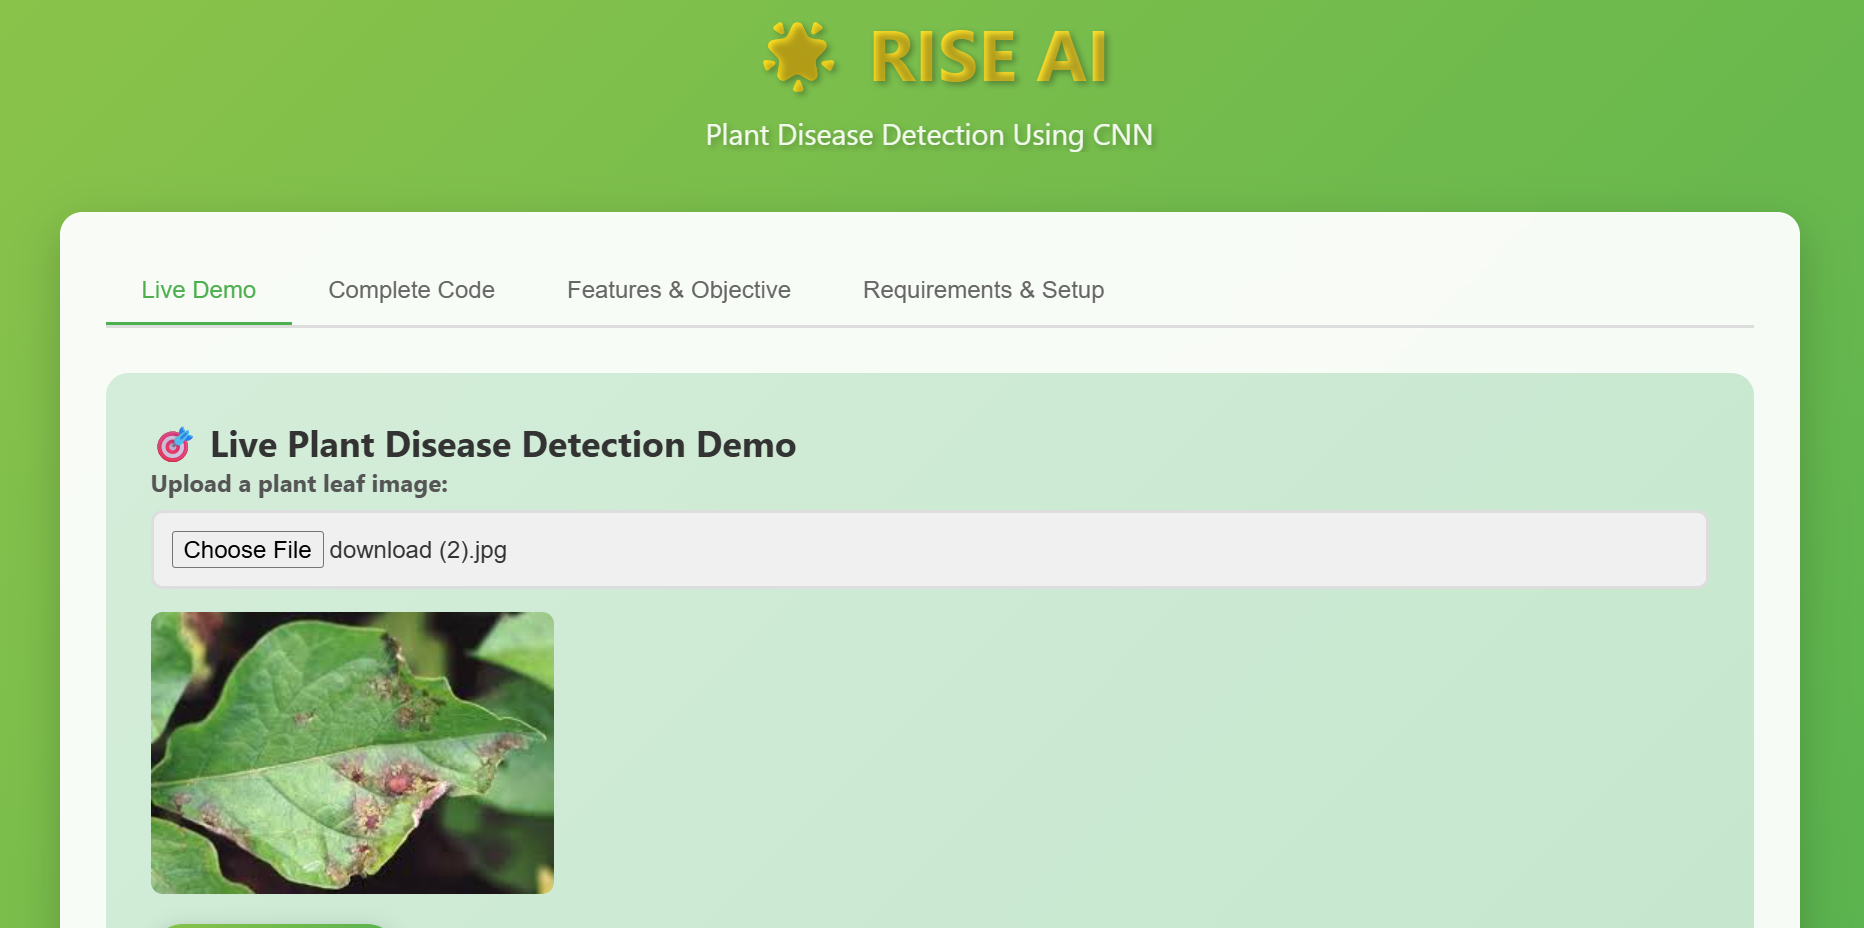 RISE AI
Plant Disease Detection Using CNN
Live Demo
Complete Code
Features & Objective
Requirements & Setup
Live Plant Disease Detection Demo
Upload a plant leaf image:
Choose File download (2).jpg